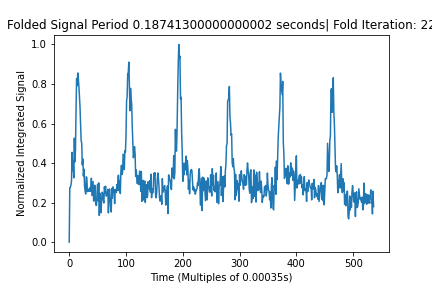 Folded Signal Period 0.18741300000000002 seconds| Fold Iteration: 22
1.0
0.8
0.6
0.4
0.2
0.0
Normalized Integrated Signal
0 100 200 300 400 500
Time (Multiples of 0.00035s)